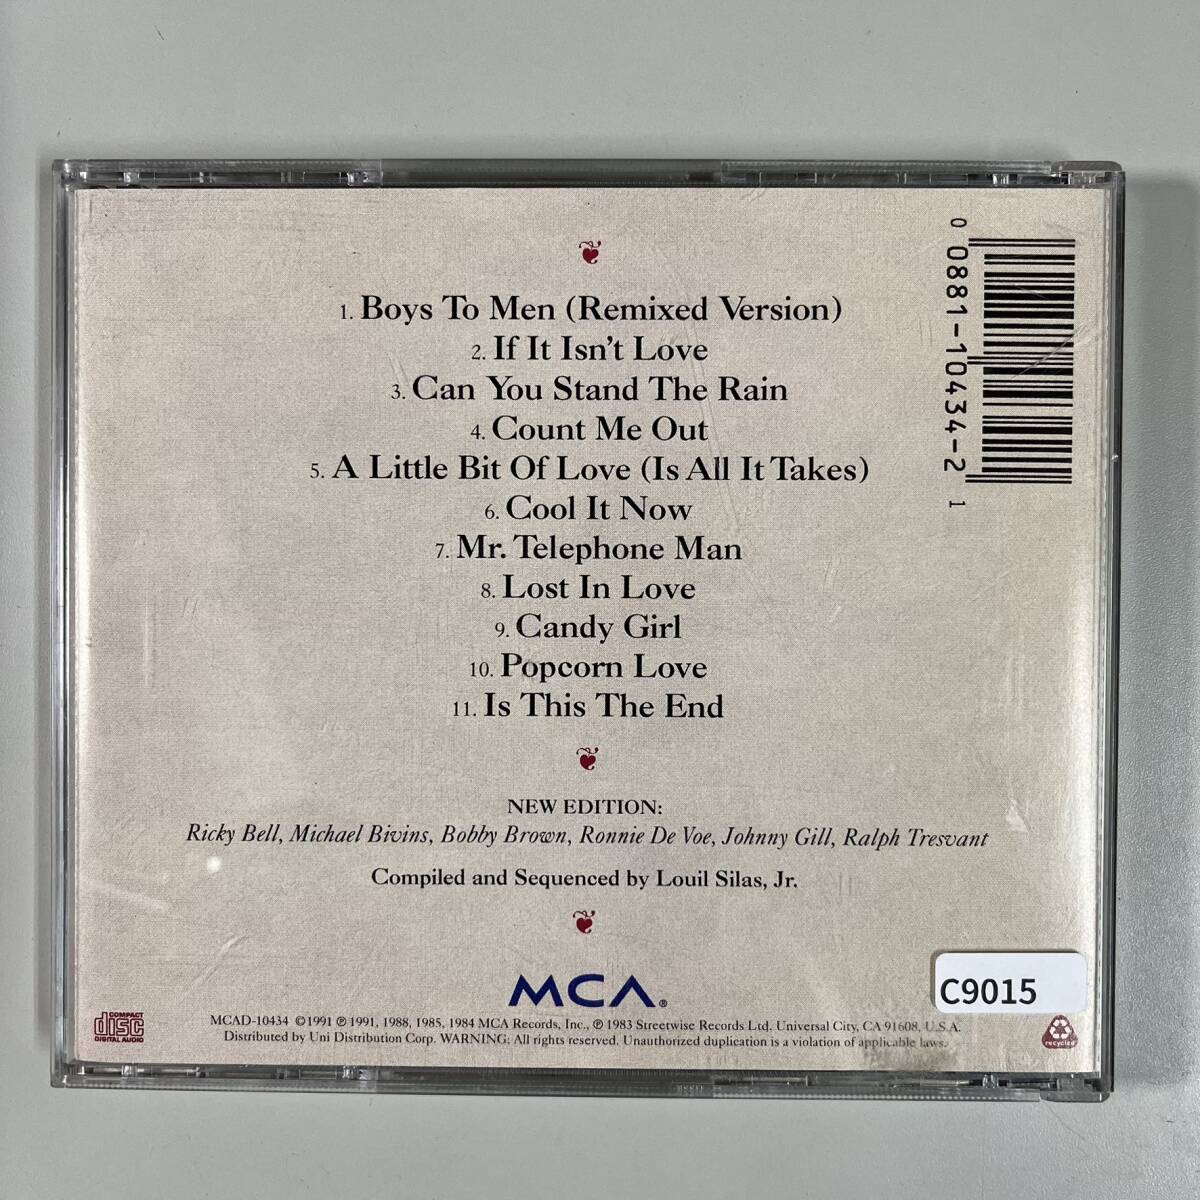 1. Boys To Men (Remixed Version)
2. If It Isn't Love
3. Can You Stand The Rain
4. Count Me Out
5. A Little Bit Of Love (Is All It Takes)
6. Cool It Now
7. Mr. Telephone Man
8. Lost In Love
9. Candy Girl
10. Popcorn Love
11. Is This The End
NEW EDITION:
Ricky Bell, Michael Bivins, Bobby Brown, Ronnie De Voe, Johnny Gill, Ralph Tresvant
Compiled and Sequenced by Louil Silas, Jr.
MCA®
MCAD-10434 ©1991 ℗ 1991, 1988, 1985, 1984 MCA Records, Inc., ℗ 1983 Streetwise Records Ltd. Universal City, CA 91608, U.S.A.
Distributed by Uni Distribution Corp. WARNING: All rights reserved. Unauthorized duplication is a violation of applicable laws.
COMPACT
disc
DIGITAL AUDIO
C9015
recycled
0 0881-10434-2 1